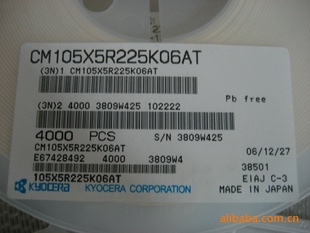 CM105X5R225K06AT
(3N)1 CM105X5R225K06AT
(3N)2 4000 3809W425 102222
Pb free
4000 PCS S/N 3809W425
CM105X5R225K06AT 06/12/27
E67428492 4000 3809W4 38501
105X5R225K06AT EIAJ C-3
KYOCERA KYOCERA CORPORATION MADE IN JAPAN
alibaba.com.cn